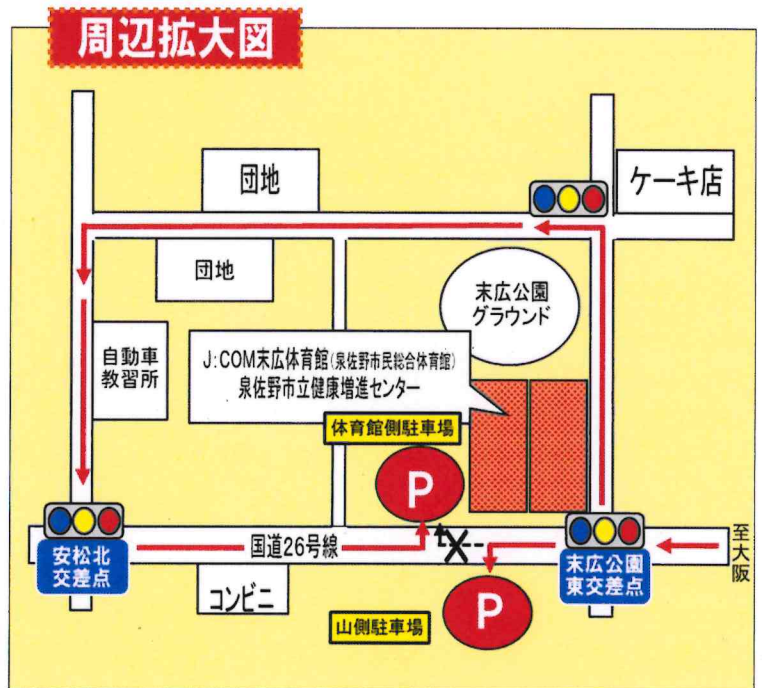 周辺拡大図
団地
ケーキ店
団地
末広公園
グラウンド
自動車
教習所
J:COM末広体育館(泉佐野市民総合体育館)
泉佐野市立健康増進センター
体育館側駐車場
P
安松北
交差点
国道26号線
末広公園
東交差点
至大阪
コンビニ
山側駐車場
P